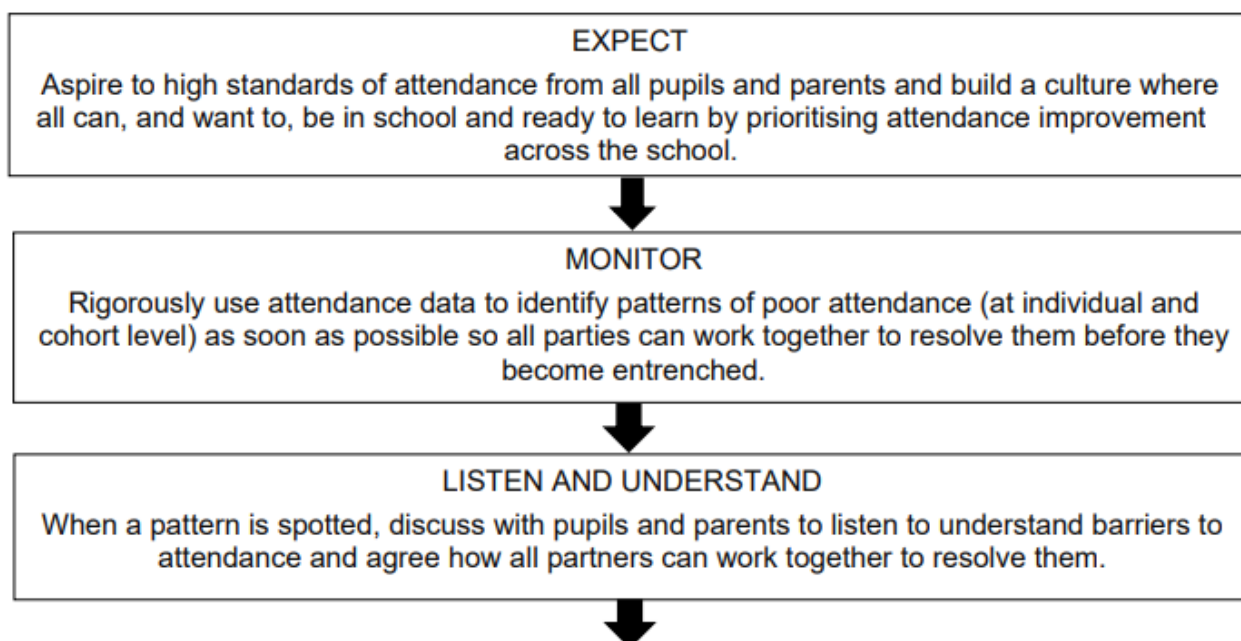 EXPECT
Aspire to high standards of attendance from all pupils and parents and build a culture where
all can, and want to, be in school and ready to learn by prioritising attendance improvement
across the school.
MONITOR
Rigorously use attendance data to identify patterns of poor attendance (at individual and
cohort level) as soon as possible so all parties can work together to resolve them before they
become entrenched.
LISTEN AND UNDERSTAND
When a pattern is spotted, discuss with pupils and parents to listen to understand barriers to
attendance and agree how all partners can work together to resolve them.